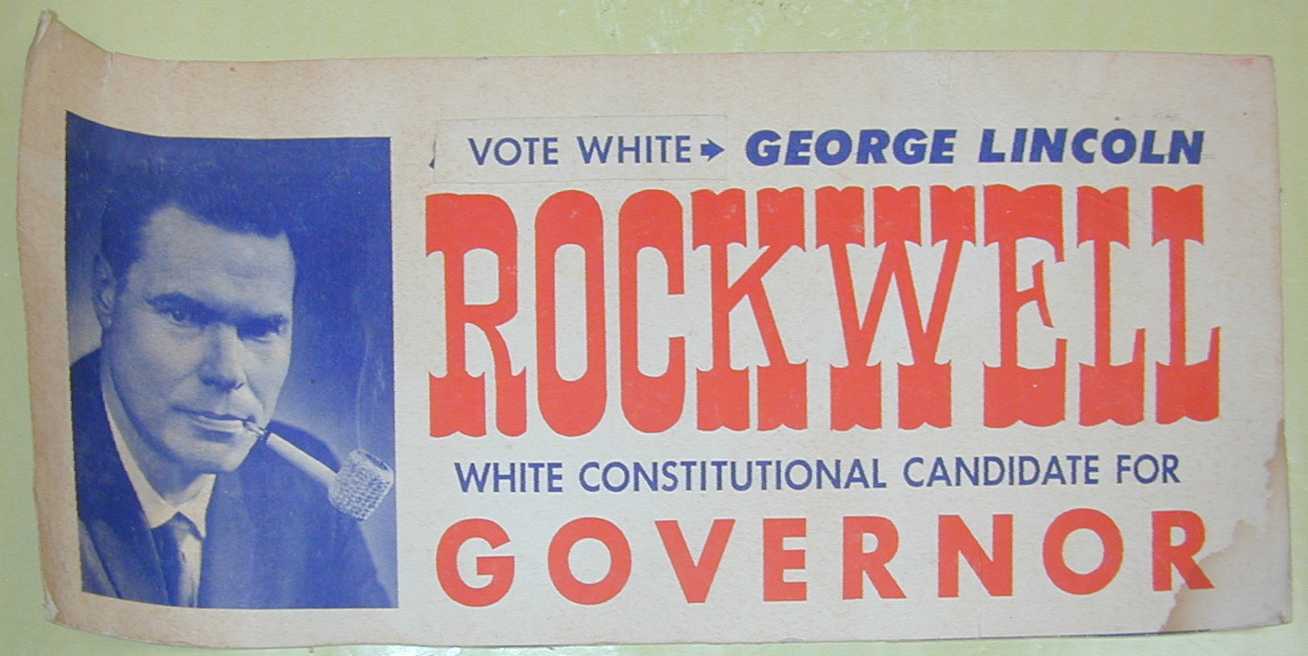 VOTE WHITE → GEORGE LINCOLN
ROCKWELL
WHITE CONSTITUTIONAL CANDIDATE FOR
GOVERNOR